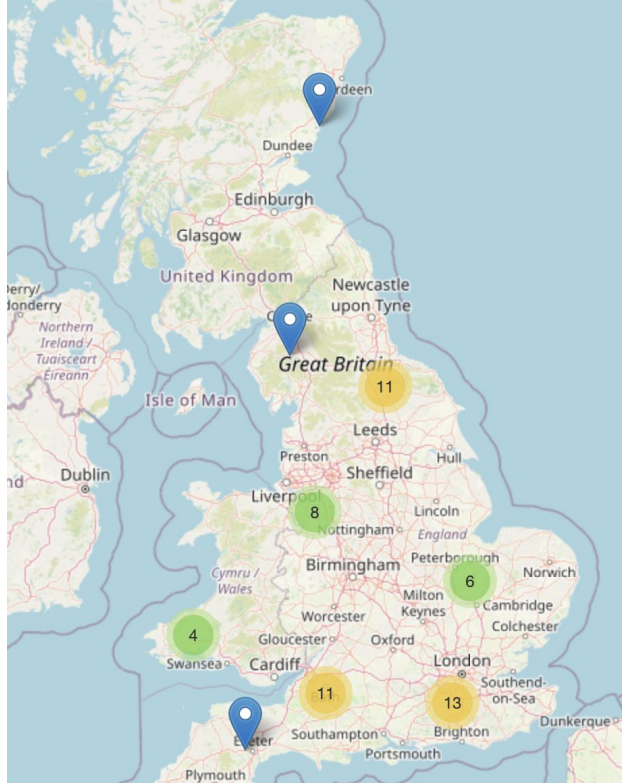 rdeen
Dundee
Edinburgh
Glasgow
United Kingdom
Derry/
Londonderry
Newcastle
upon Tyne
Northern
Ireland /
Tuaisceart
Éireann
Great Britain
11
Isle of Man
Leeds
Preston
Hull
Sheffield
Dublin
nd
Liverpool
8
Lincoln
Nottingham
England
Peterborough
Birmingham
Norwich
Cymru /
Wales
6
Milton
Keynes
Cambridge
Worcester
Colchester
4
Gloucester
Oxford
Swansea
Cardiff
London
Southend-
on-Sea
11
13
Exeter
Southampton
Brighton
Dunkerque
Portsmouth
Plymouth